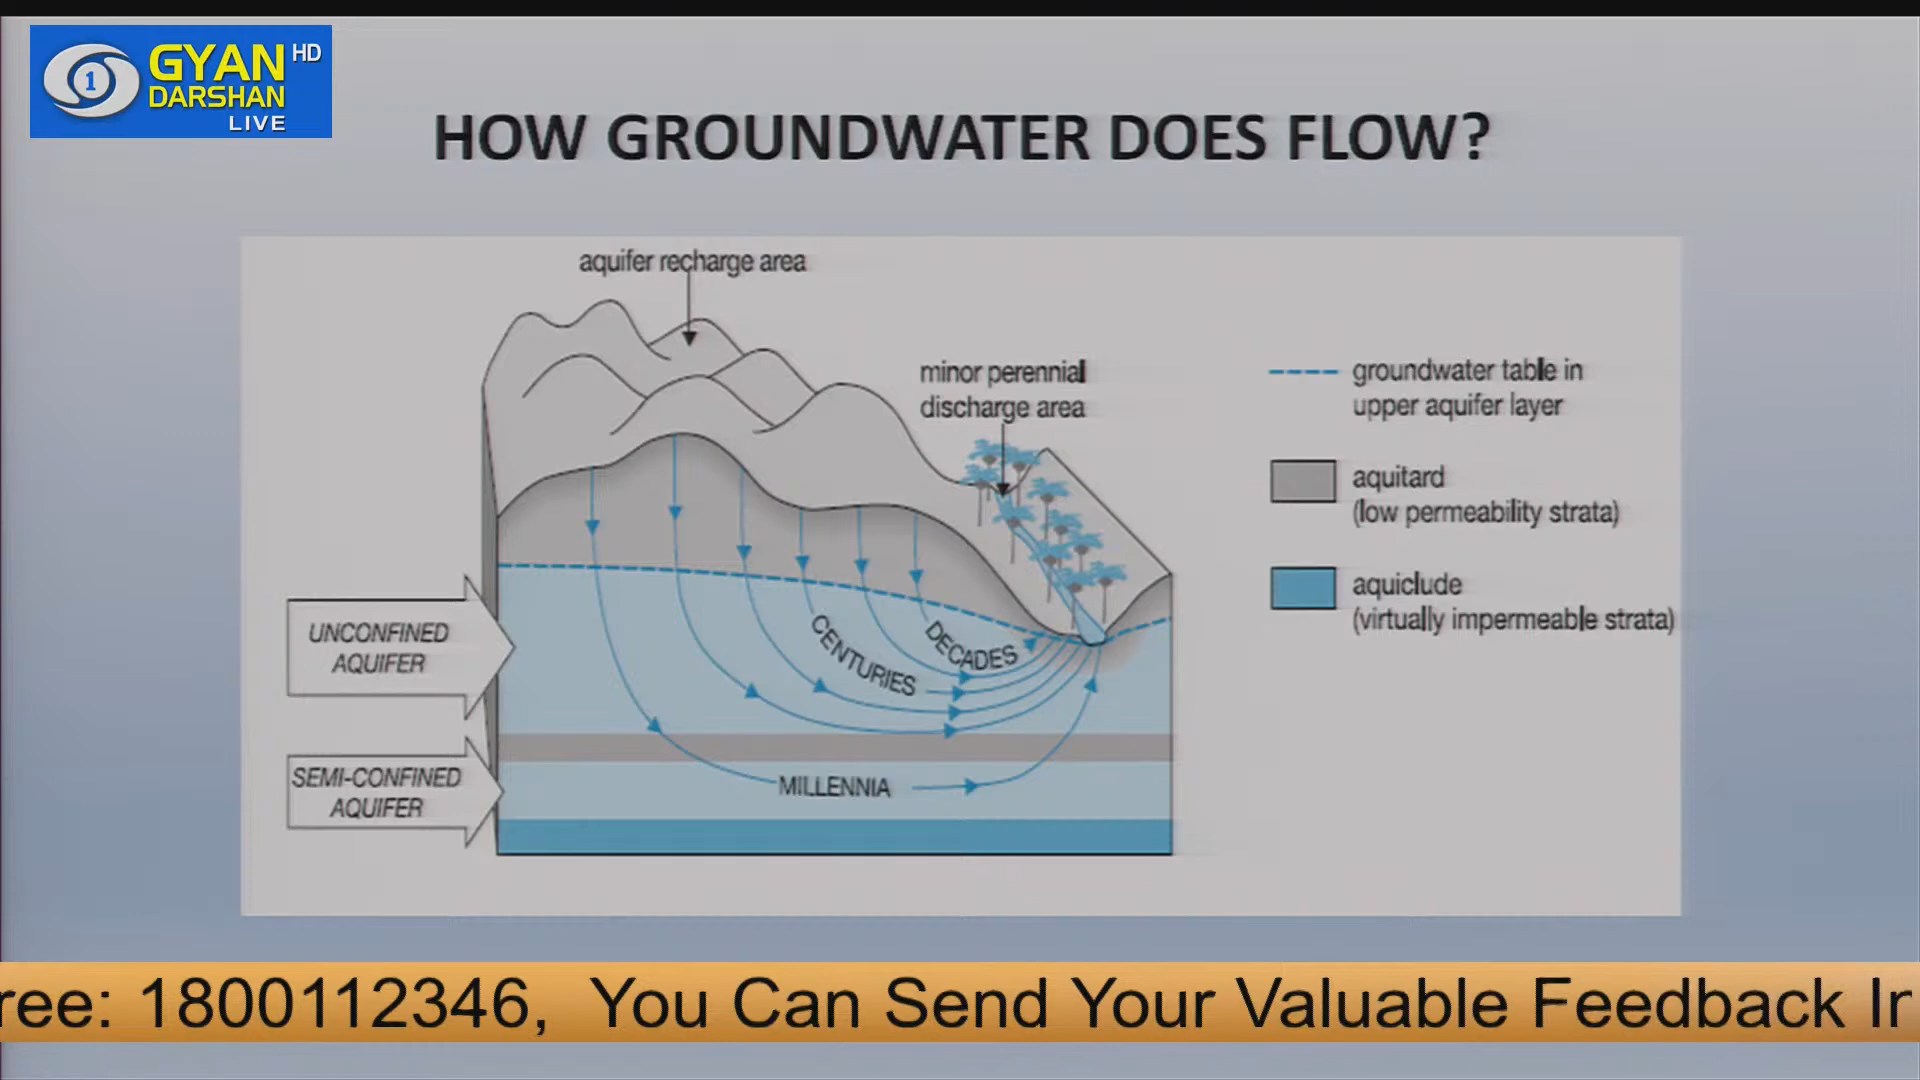 GYAN HD
DARSHAN
LIVE
1
HOW GROUNDWATER DOES FLOW?
aquifer recharge area
minor perennial
discharge area
groundwater table in
upper aquifer layer
aquitard
(low permeability strata)
aquiclude
(virtually impermeable strata)
UNCONFINED
AQUIFER
CENTURIES
DECADES
SEMI-CONFINED
AQUIFER
MILLENNIA
ree: 1800112346, You Can Send Your Valuable Feedback In